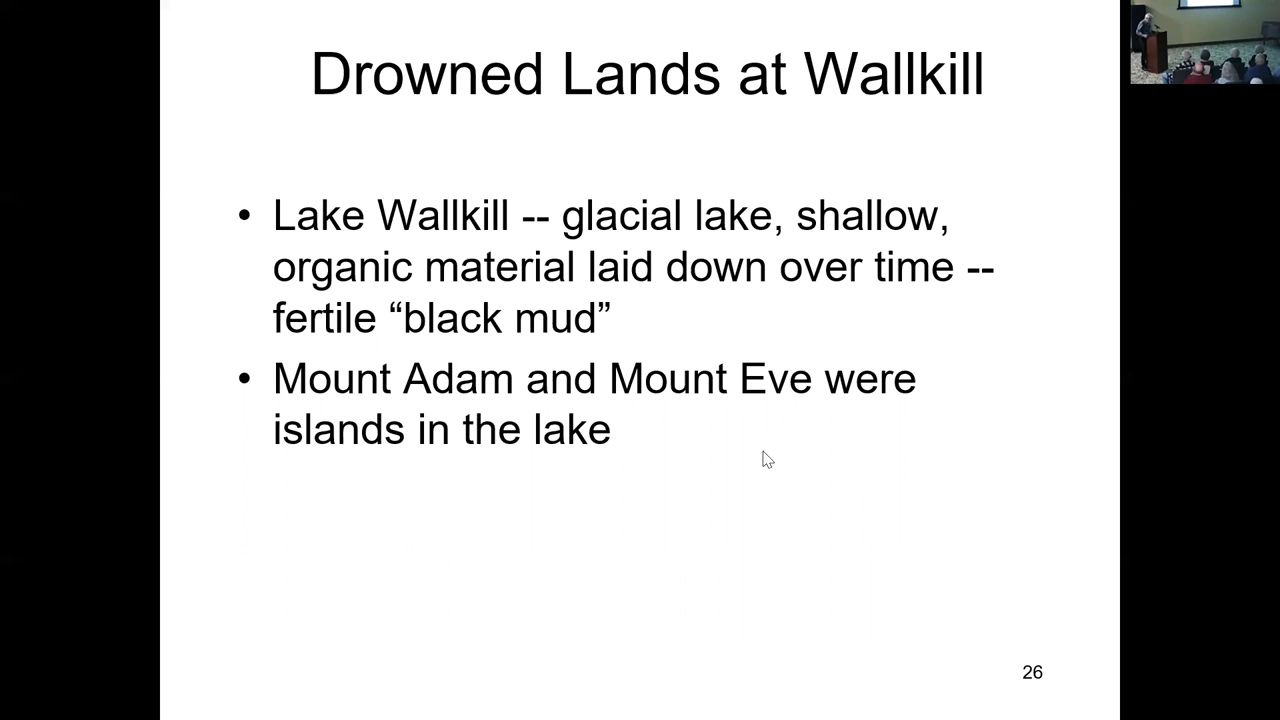 Drowned Lands at Wallkill
• Lake Wallkill -- glacial lake, shallow,
organic material laid down over time --
fertile “black mud”
• Mount Adam and Mount Eve were
islands in the lake
26